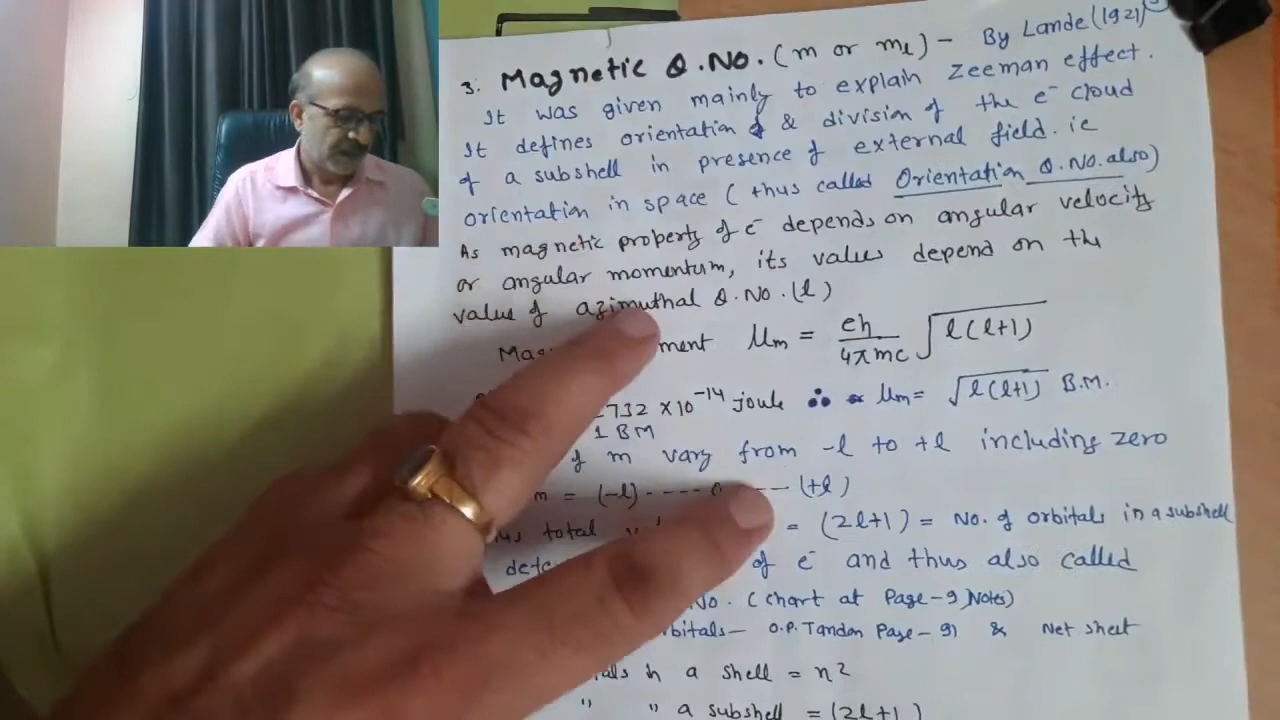 3. Magnetic Q.No. (m or mₗ) – By Lande (1921)
It was given mainly to explain Zeeman effect.
It defines orientation & division of the e⁻ cloud
of a subshell in presence of external field. ie
orientation in space (thus called Orientation Q.No. also)
As magnetic property of e⁻ depends on angular velocity
or angular momentum, its values depend on the
value of azimuthal Q.No. (l)
ment μm = eh/4πmc √l(l+1)
732 × 10⁻¹⁴ joule ∴ μm = √l(l+1) B.M.
1 BM
of m vary from -l to +l including zero
m = (-l) ---- 0 ---- (+l)
total = (2l+1) = No. of orbitals in a subshell
of e⁻ and thus also called
No. (chart at Page-9 Notes)
bitals – O.P. Tandon Page-91 & Net sheet
in a shell = n²
" " a subshell = (2l+1)